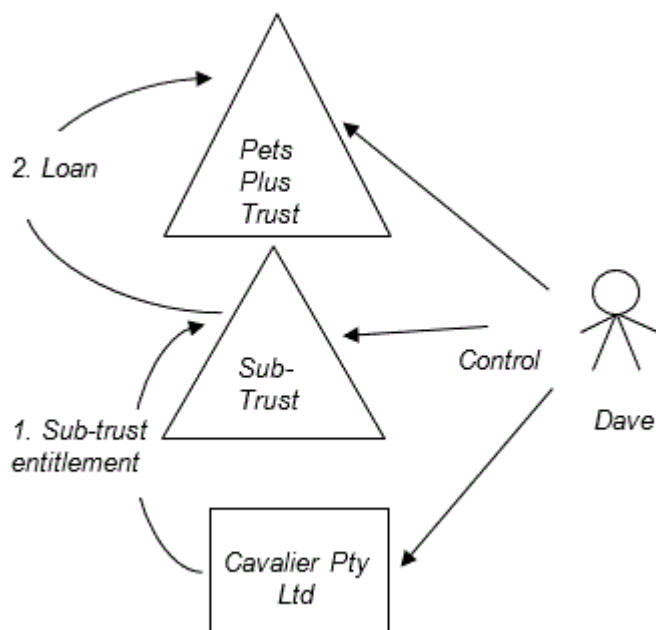 Pets
Plus
Trust
2. Loan
Sub-
Trust
Control
Dave
1. Sub-trust
entitlement
Cavalier Pty
Ltd